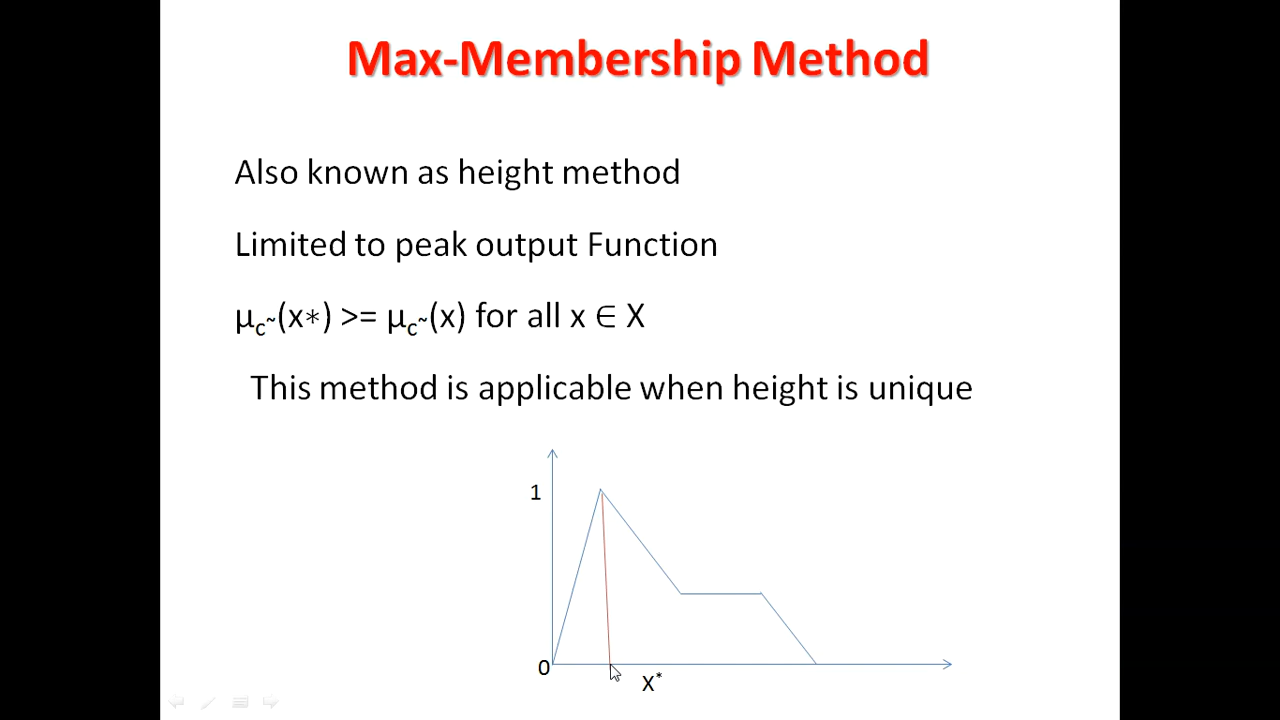 Max-Membership Method
Also known as height method
Limited to peak output Function
μc~(x∗) >= μc~(x) for all x ∈ X
This method is applicable when height is unique
1
0
X*